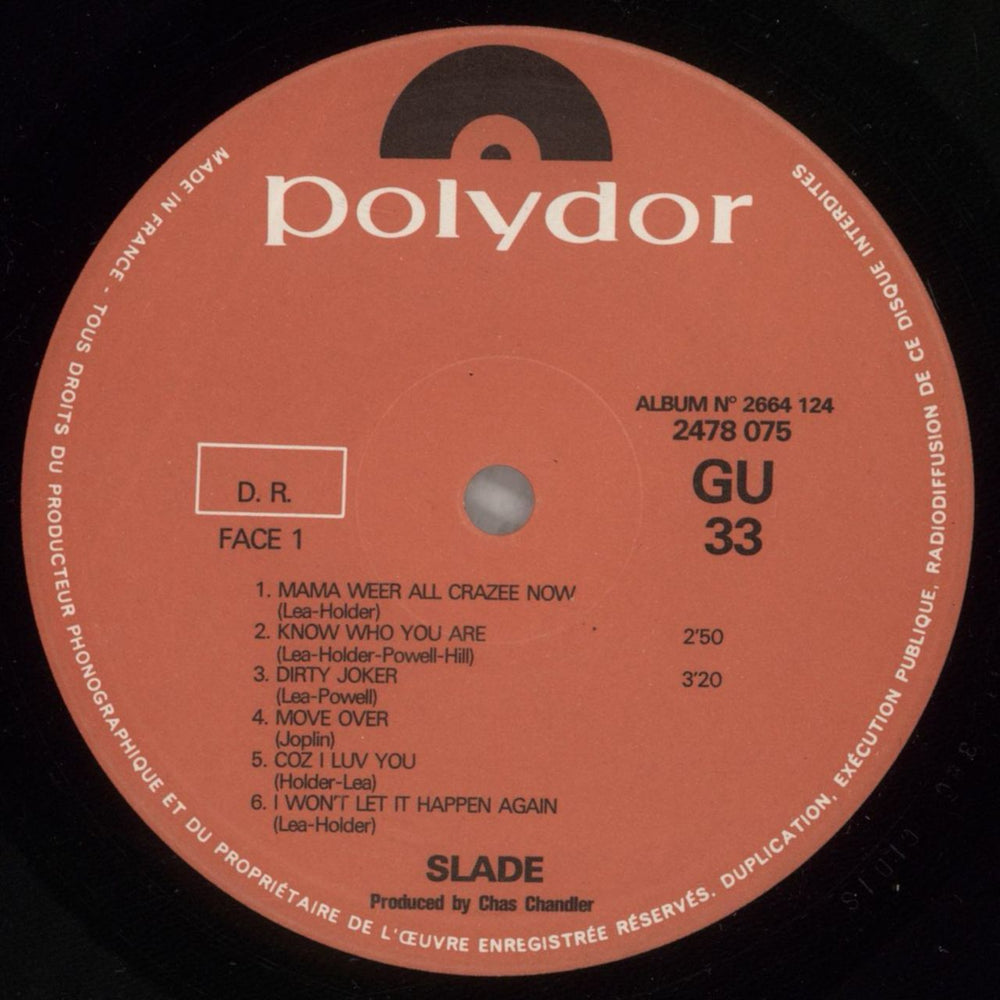 polydor
MADE IN FRANCE - TOUS DROITS DU PRODUCTEUR PHONOGRAPHIQUE ET DU PROPRIÉTAIRE DE L'ŒUVRE ENREGISTRÉE RÉSERVÉS. DUPLICATION, EXÉCUTION PUBLIQUE, RADIODIFFUSION DE CE DISQUE INTERDITES
ALBUM N° 2664 124
2478 075
GU
33
D. R.
FACE 1
1. MAMA WEER ALL CRAZEE NOW
(Lea-Holder)
2. KNOW WHO YOU ARE 2'50
(Lea-Holder-Powell-Hill)
3. DIRTY JOKER 3'20
(Lea-Powell)
4. MOVE OVER
(Joplin)
5. COZ I LUV YOU
(Holder-Lea)
6. I WON'T LET IT HAPPEN AGAIN
(Lea-Holder)
SLADE
Produced by Chas Chandler